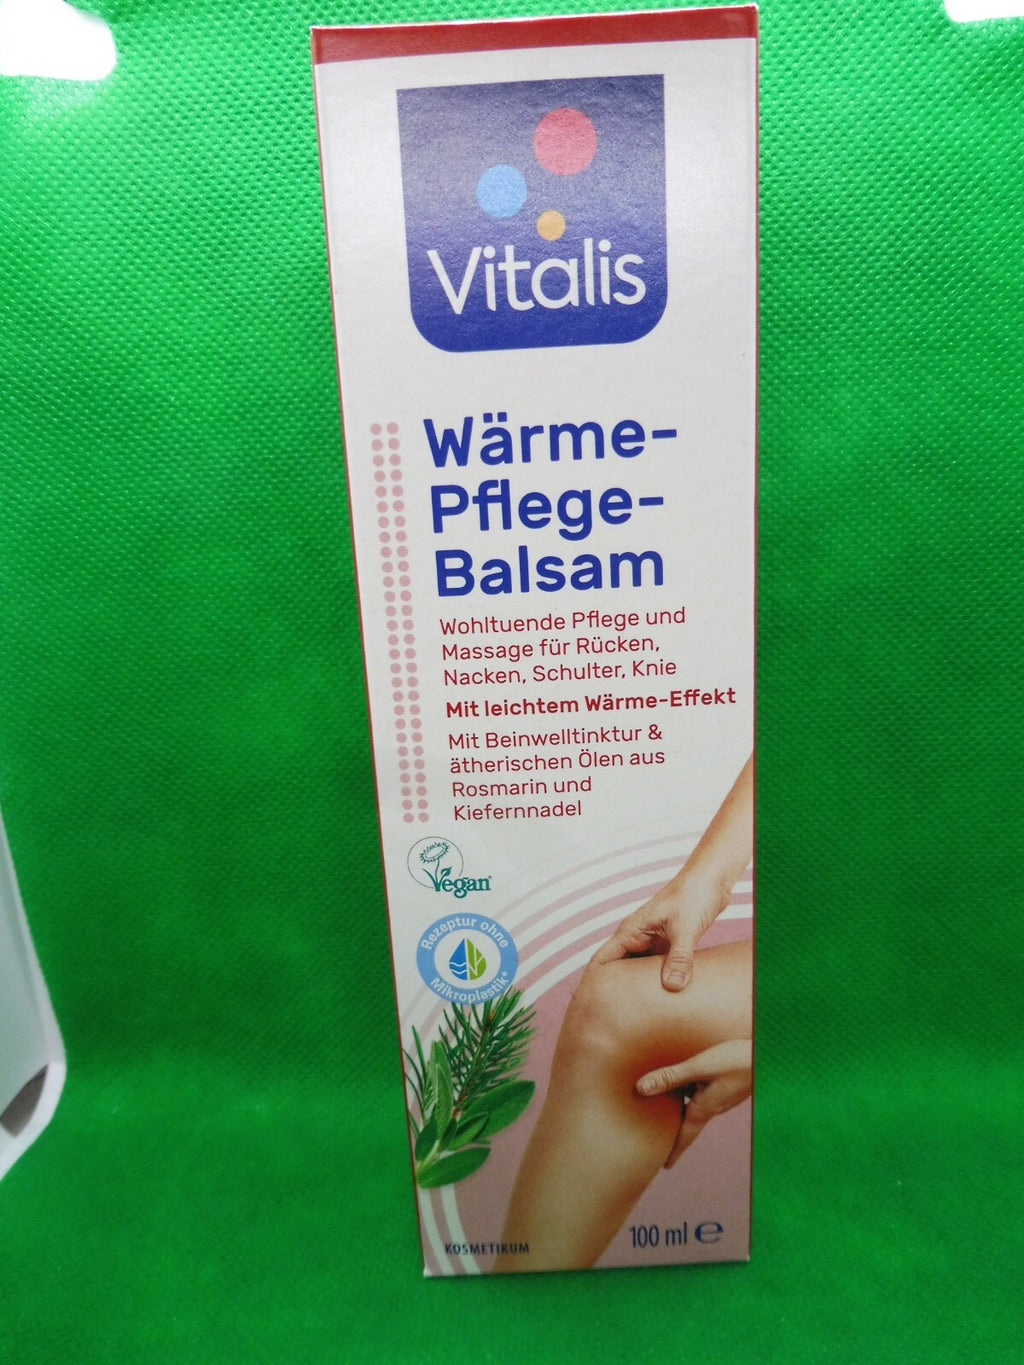 Vitalis
Wärme-
Pflege-
Balsam
Wohltuende Pflege und
Massage für Rücken,
Nacken, Schulter, Knie
Mit leichtem Wärme-Effekt
Mit Beinwelltinktur &
ätherischen Ölen aus
Rosmarin und
Kiefernnadel
Vegan
Rezeptur ohne
Mikroplastik*
KOSMETIKUM
100 ml ℮